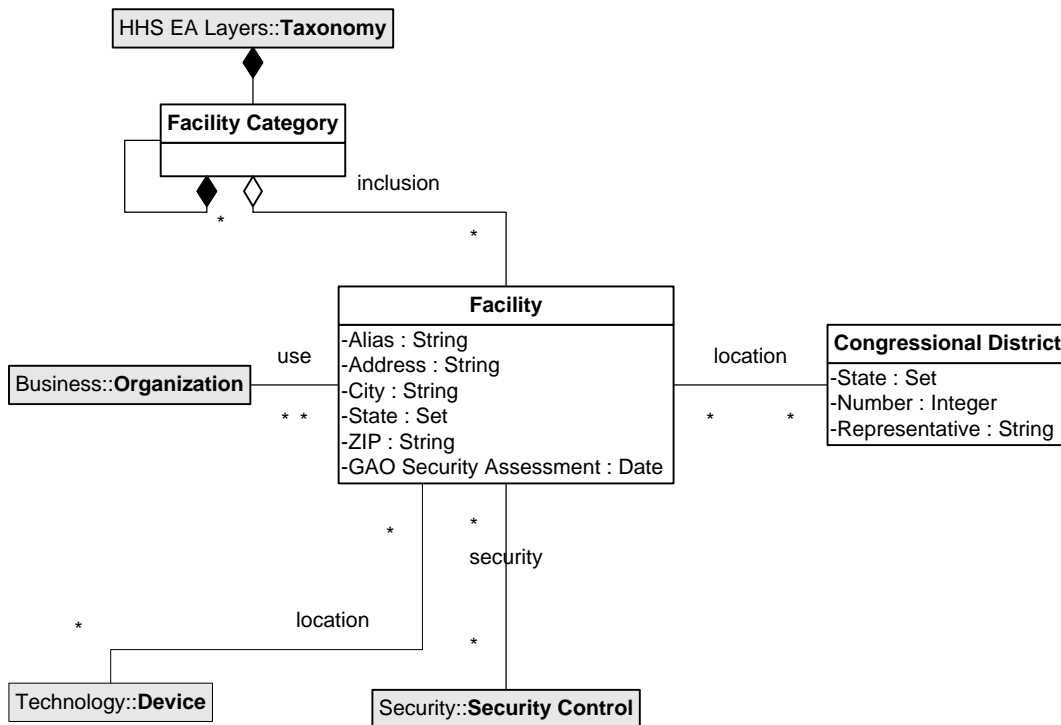 HHS EA Layers::Taxonomy
Facility Category
inclusion
*
*
Facility
-Alias : String
-Address : String
-City : String
-State : Set
-ZIP : String
-GAO Security Assessment : Date
use
Business::Organization
* *
location
* *
Congressional District
-State : Set
-Number : Integer
-Representative : String
*
*
security
location
*
*
Technology::Device
Security::Security Control